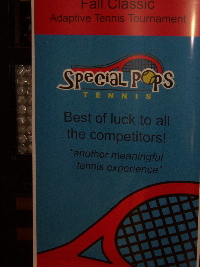 Fall Classic
Adaptive Tennis Tournament
Special Pops
TENNIS
Best of luck to all
the competitors!
"another meaningful
tennis experience"